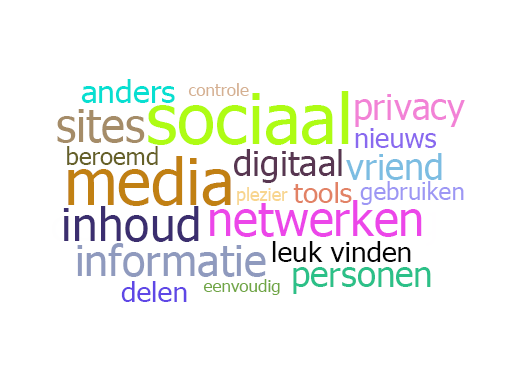 anders
controle
sociaal
privacy
sites
nieuws
beroemd
digitaal
vriend
media
plezier
tools
gebruiken
inhoud
netwerken
informatie
leuk vinden
personen
delen
eenvoudig